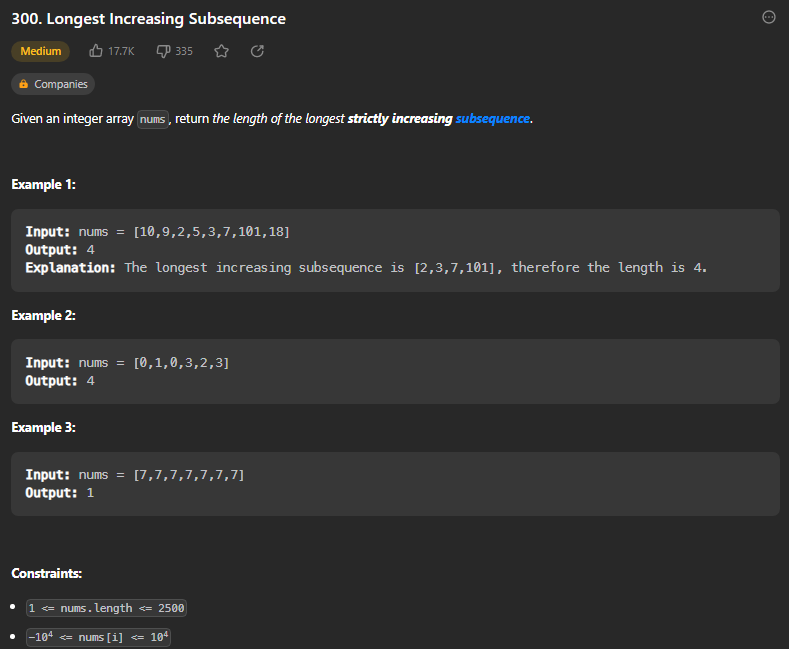 300. Longest Increasing Subsequence
Medium 17.7K 335
Companies
Given an integer array nums, return the length of the longest strictly increasing subsequence.
Example 1:
Input: nums = [10,9,2,5,3,7,101,18]
Output: 4
Explanation: The longest increasing subsequence is [2,3,7,101], therefore the length is 4.
Example 2:
Input: nums = [0,1,0,3,2,3]
Output: 4
Example 3:
Input: nums = [7,7,7,7,7,7,7]
Output: 1
Constraints:
• 1 <= nums.length <= 2500
• -10⁴ <= nums[i] <= 10⁴